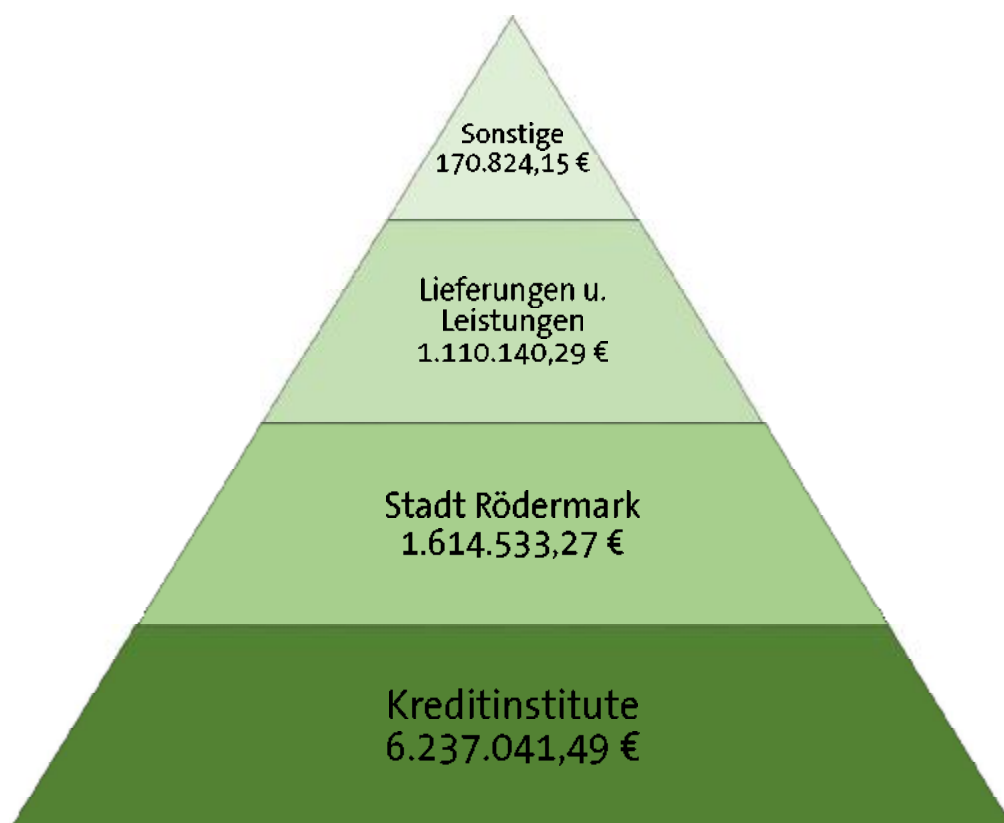 Sonstige
170.824,15 €
Lieferungen u.
Leistungen
1.110.140,29 €
Stadt Rödermark
1.614.533,27 €
Kreditinstitute
6.237.041,49 €